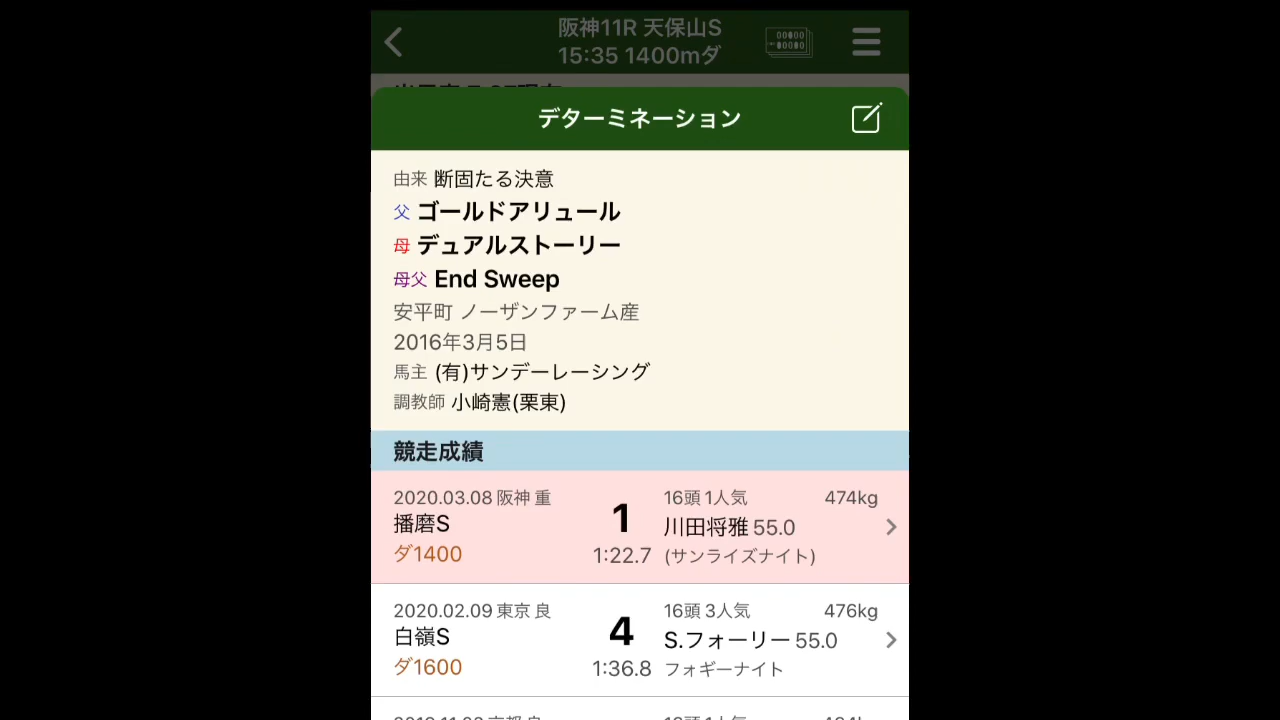 阪神11R 天保山S
15:35 1400mダ
デターミネーション
由来 断固たる決意
父 ゴールドアリュール
母 デュアルストーリー
母父 End Sweep
安平町 ノーザンファーム産
2016年3月5日
馬主 (有)サンデーレーシング
調教師 小崎憲(栗東)
競走成績
2020.03.08 阪神 重
播磨S
ダ1400
1
1:22.7
16頭 1人気 474kg
川田将雅 55.0
(サンライズナイト)
2020.02.09 東京 良
白嶺S
ダ1600
4
1:36.8
16頭 3人気 476kg
S.フォーリー 55.0
フォギーナイト